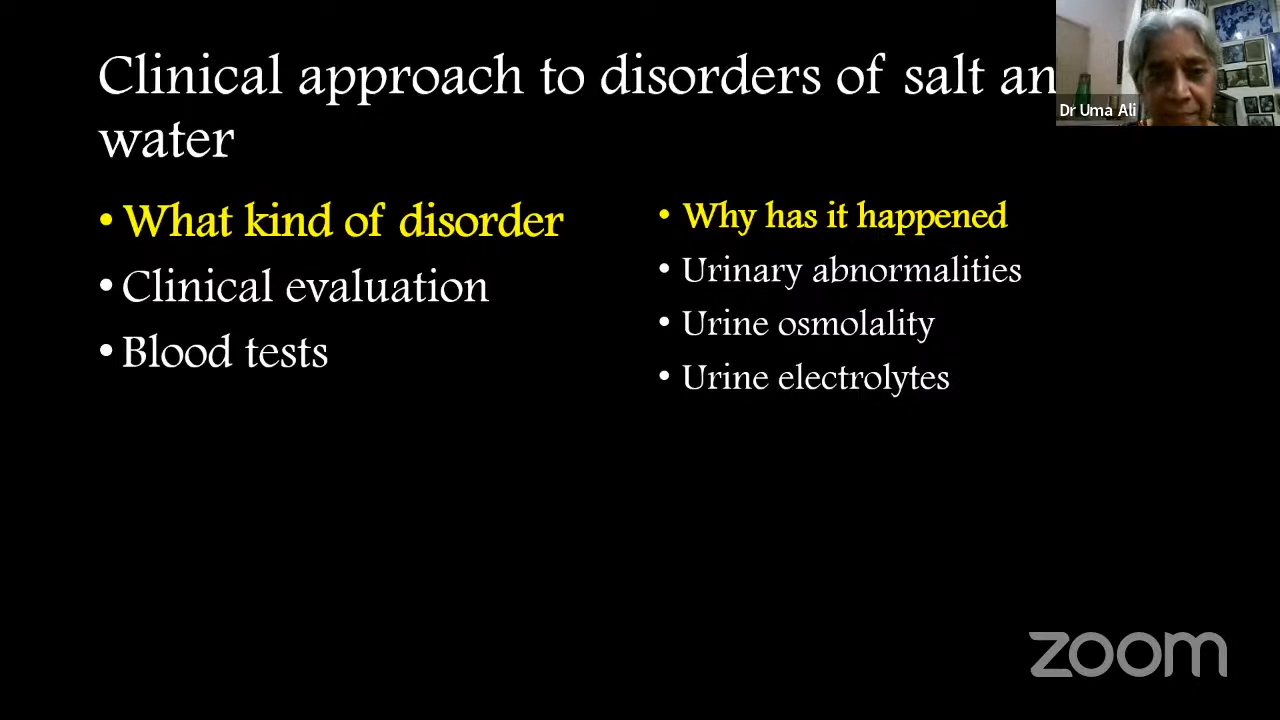 Clinical approach to disorders of salt an
water
Dr Uma Ali
• What kind of disorder
• Clinical evaluation
• Blood tests
• Why has it happened
• Urinary abnormalities
• Urine osmolality
• Urine electrolytes
zoom